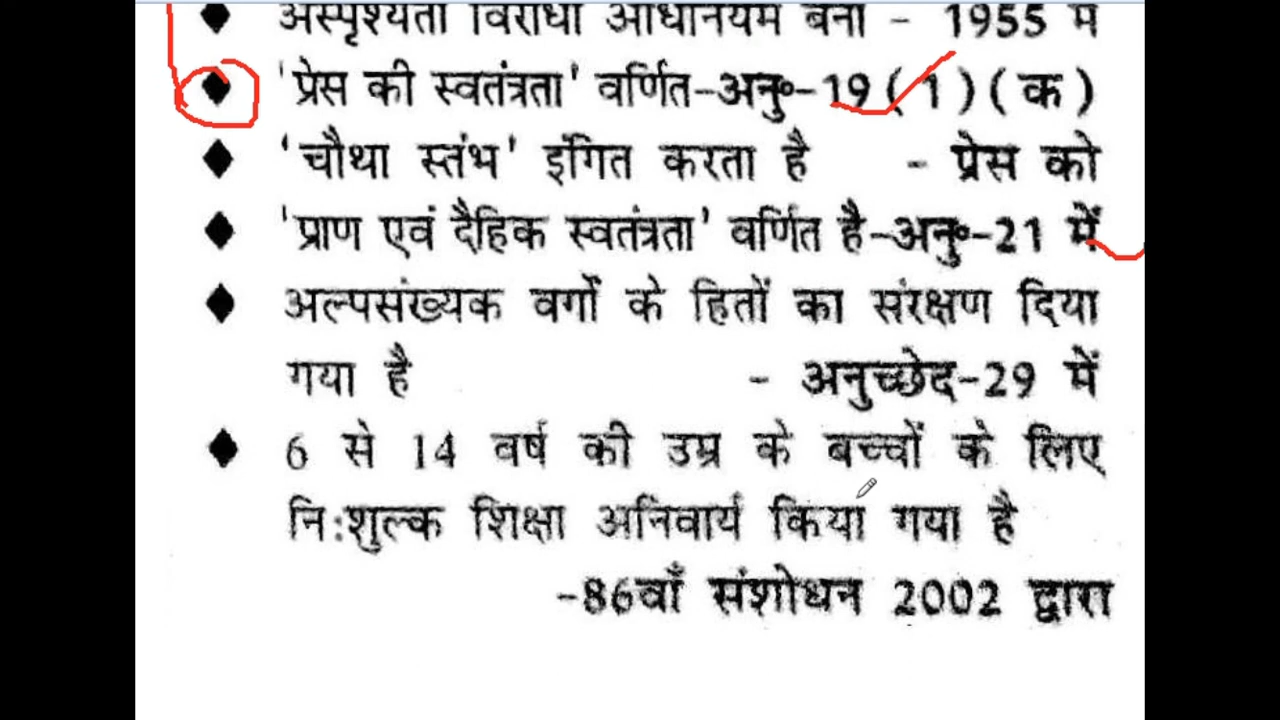 अस्पृश्यता विरोधी अधिनियम बना - 1955 में
'प्रेस की स्वतंत्रता' वर्णित-अनु॰-19 (1) (क)
'चौथा स्तंभ' इंगित करता है - प्रेस को
'प्राण एवं दैहिक स्वतंत्रता' वर्णित है-अनु॰-21 में
अल्पसंख्यक वर्गों के हितों का संरक्षण दिया
गया है - अनुच्छेद-29 में
6 से 14 वर्ष की उम्र के बच्चों के लिए
नि:शुल्क शिक्षा अनिवार्य किया गया है
-86वाँ संशोधन 2002 द्वारा